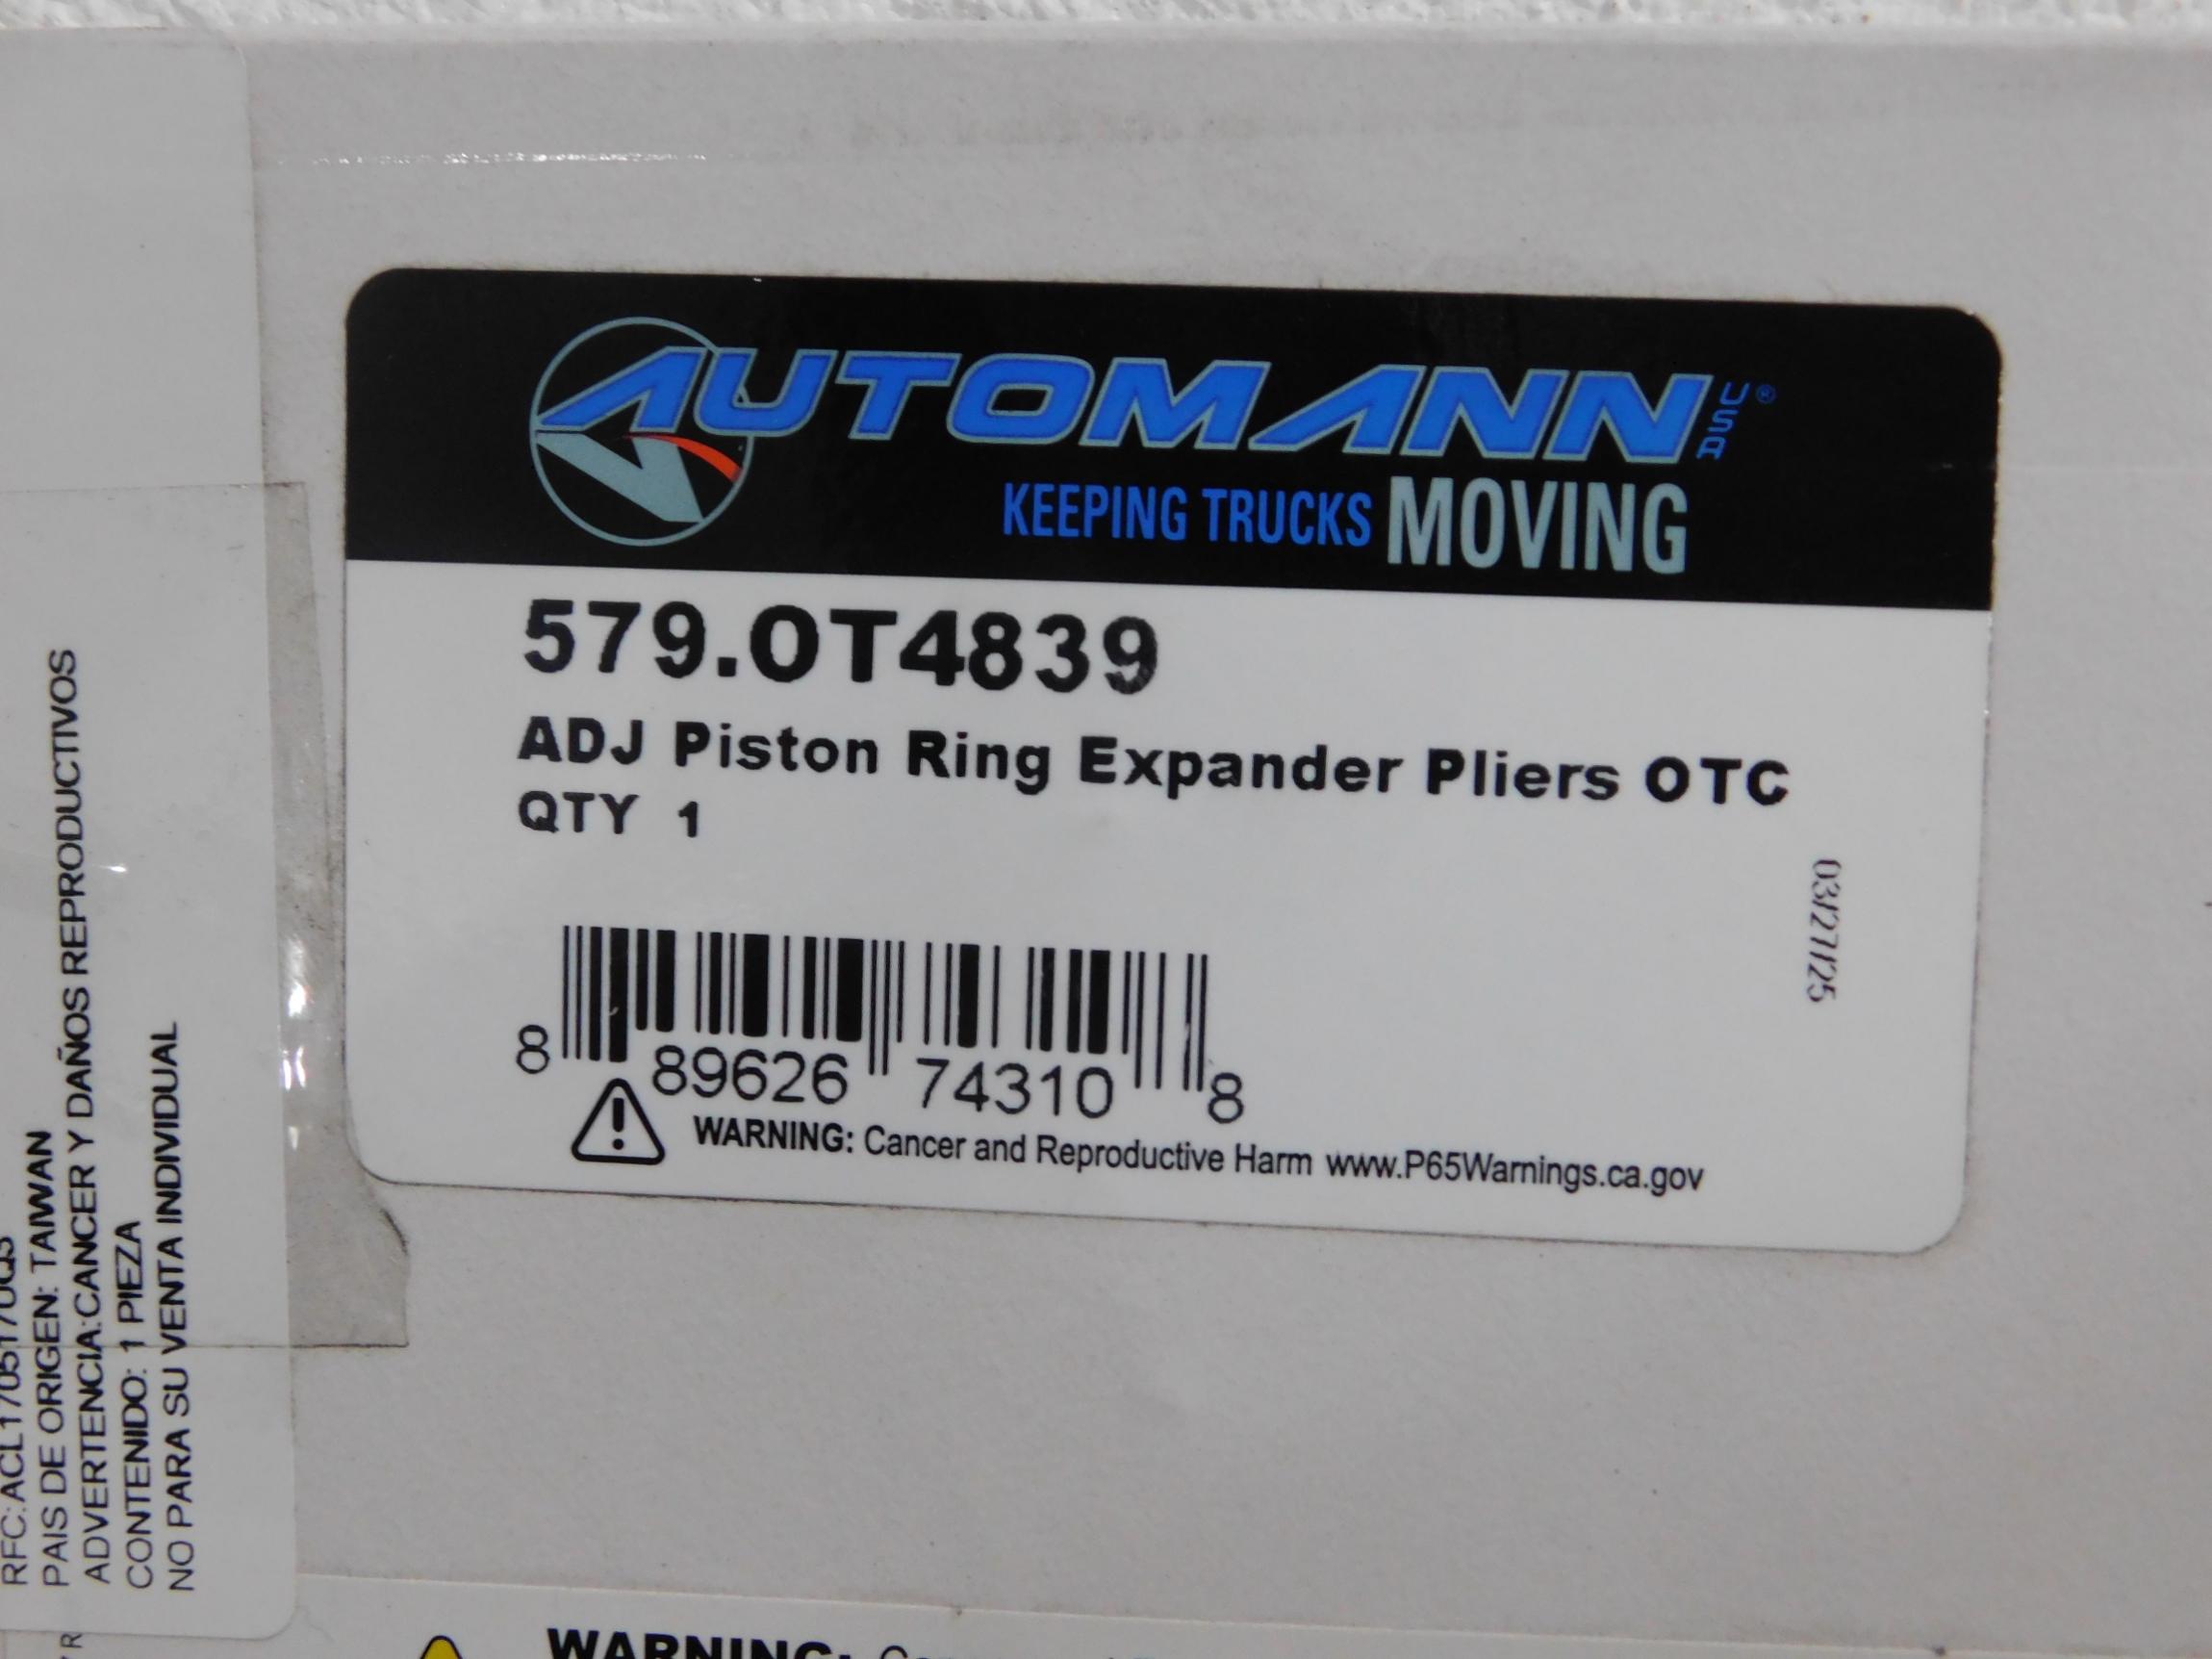 AUTOMANN USA®
KEEPING TRUCKS MOVING
579.OT4839
ADJ Piston Ring Expander Pliers OTC
QTY 1
03/27/25
8 89626 74310 8
WARNING: Cancer and Reproductive Harm www.P65Warnings.ca.gov
PAIS DE ORIGEN: TAIWAN
ADVERTENCIA:CANCER Y DAÑOS REPRODUCTIVOS
CONTENIDO: 1 PIEZA
NO PARA SU VENTA INDIVIDUAL
WARNING: